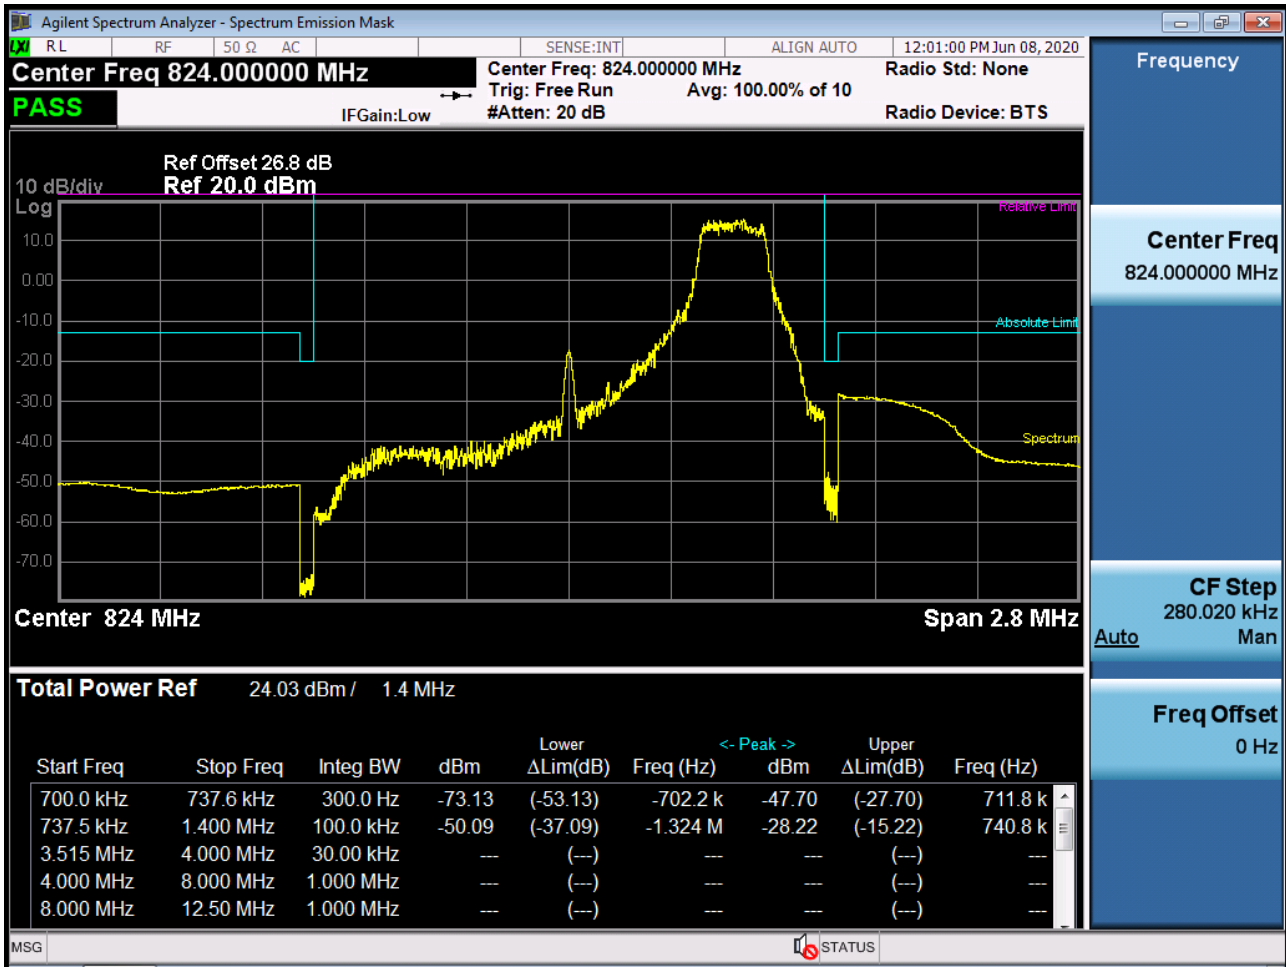 Agilent Spectrum Analyzer - Spectrum Emission Mask
LXI RL RF 50 Ω AC SENSE:INT ALIGN AUTO 12:01:00 PM Jun 08, 2020
Center Freq 824.000000 MHz
Center Freq: 824.000000 MHz Radio Std: None
Trig: Free Run Avg: 100.00% of 10
PASS
IFGain:Low #Atten: 20 dB Radio Device: BTS
Ref Offset 26.8 dB
10 dB/div Ref 20.0 dBm
Log
Relative Limit
10.0
0.00
-10.0
Absolute Limit
-20.0
-30.0
-40.0
Spectrum
-50.0
-60.0
-70.0
Center 824 MHz Span 2.8 MHz
Total Power Ref 24.03 dBm / 1.4 MHz
Lower <- Peak -> Upper
Start Freq Stop Freq Integ BW dBm ΔLim(dB) Freq (Hz) dBm ΔLim(dB) Freq (Hz)
700.0 kHz 737.6 kHz 300.0 Hz -73.13 (-53.13) -702.2 k -47.70 (-27.70) 711.8 k
737.5 kHz 1.400 MHz 100.0 kHz -50.09 (-37.09) -1.324 M -28.22 (-15.22) 740.8 k
3.515 MHz 4.000 MHz 30.00 kHz --- (---) --- --- (---) ---
4.000 MHz 8.000 MHz 1.000 MHz --- (---) --- --- (---) ---
8.000 MHz 12.50 MHz 1.000 MHz --- (---) --- --- (---) ---
MSG STATUS
Frequency
Center Freq
824.000000 MHz
CF Step
280.020 kHz
Auto Man
Freq Offset
0 Hz